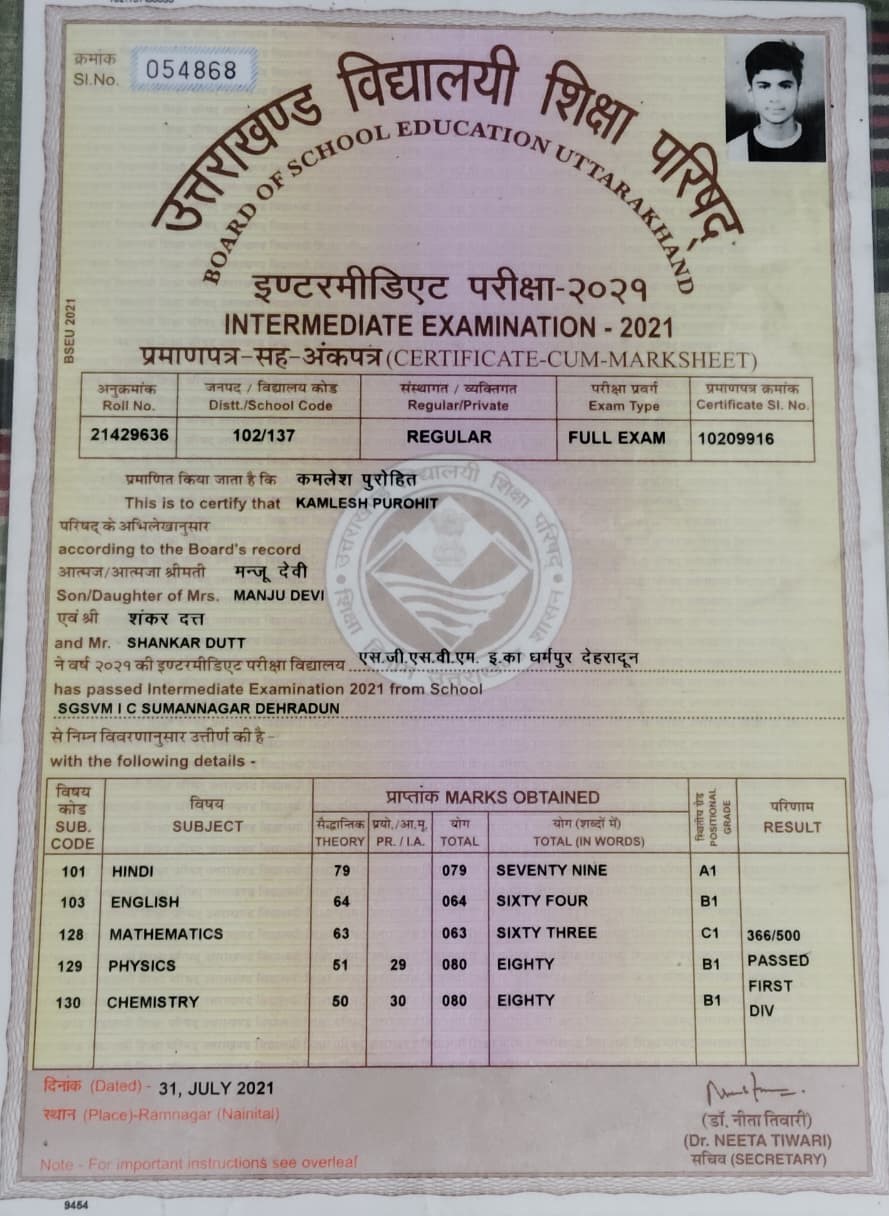 क्रमांक
Sl.No. 054868
उत्तराखण्ड विद्यालयी शिक्षा परिषद्
BOARD OF SCHOOL EDUCATION UTTARAKHAND
BSEU 2021
इण्टरमीडिएट परीक्षा-२०२१
INTERMEDIATE EXAMINATION - 2021
प्रमाणपत्र-सह-अंकपत्र (CERTIFICATE-CUM-MARKSHEET)
अनुक्रमांक जनपद / विद्यालय कोड संस्थागत / व्यक्तिगत परीक्षा प्रवर्ग प्रमाणपत्र क्रमांक
Roll No. Distt./School Code Regular/Private Exam Type Certificate Sl. No.
21429636 102/137 REGULAR FULL EXAM 10209916
प्रमाणित किया जाता है कि कमलेश पुरोहित
This is to certify that KAMLESH PUROHIT
परिषद के अभिलेखानुसार
according to the Board's record
आत्मज/आत्मजा श्रीमती मन्जू देवी
Son/Daughter of Mrs. MANJU DEVI
एवं श्री शंकर दत्त
and Mr. SHANKAR DUTT
ने वर्ष २०२१ की इण्टरमीडिएट परीक्षा विद्यालय एस.जी.एस.वी.एम. इ.का धर्मपुर देहरादून
has passed Intermediate Examination 2021 from School
SGSVM I C SUMANNAGAR DEHRADUN
से निम्न विवरणानुसार उत्तीर्ण की है -
with the following details -
विषय कोड विषय प्राप्तांक MARKS OBTAINED स्थितीय ग्रेड परिणाम
SUB. CODE SUBJECT POSITIONAL GRADE RESULT
सैद्धान्तिक प्रयो./आ.मू. योग योग (शब्दों में)
THEORY PR. / I.A. TOTAL TOTAL (IN WORDS)
101 HINDI 79 079 SEVENTY NINE A1
103 ENGLISH 64 064 SIXTY FOUR B1
128 MATHEMATICS 63 063 SIXTY THREE C1 366/500
129 PHYSICS 51 29 080 EIGHTY B1 PASSED
FIRST
130 CHEMISTRY 50 30 080 EIGHTY B1 DIV
दिनांक (Dated) - 31, JULY 2021
स्थान (Place)-Ramnagar (Nainital)
(डॉ. नीता तिवारी)
(Dr. NEETA TIWARI)
सचिव (SECRETARY)
Note - For important instructions see overleaf
9454